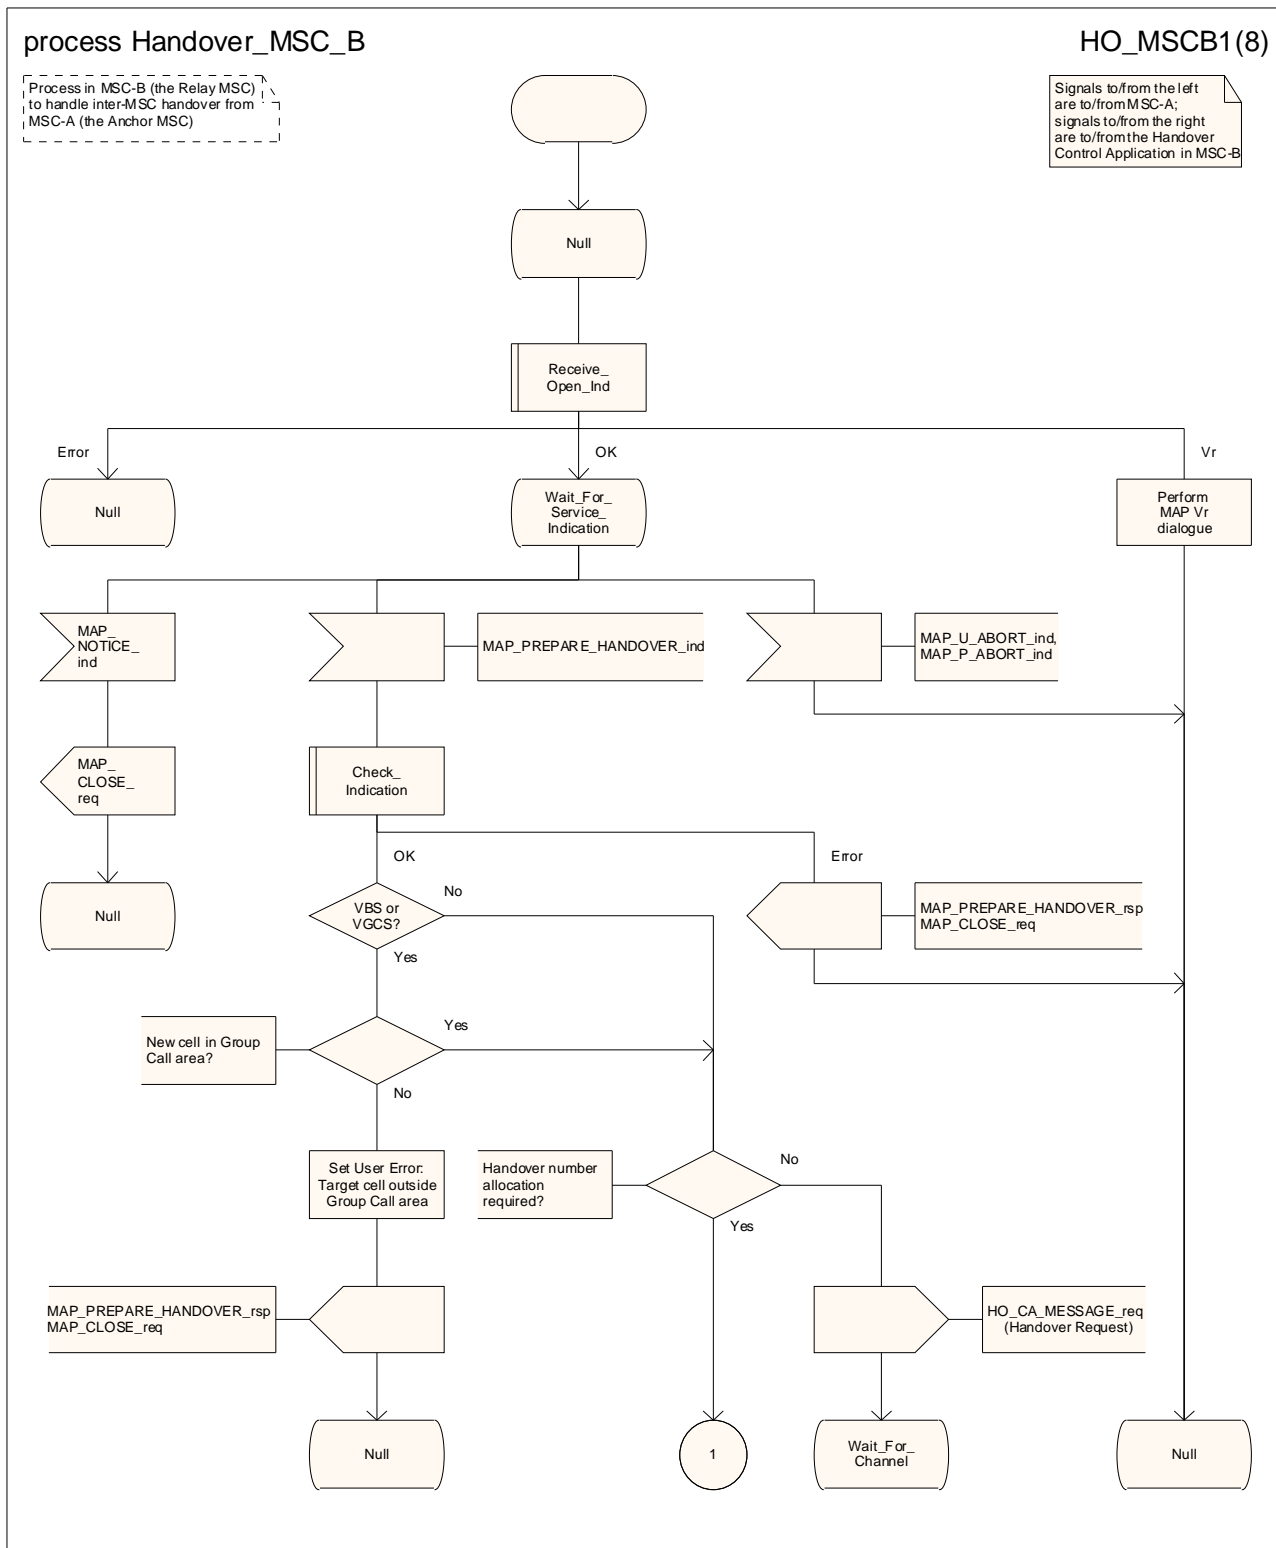 process Handover_MSC_B
HO_MSCB1(8)
Process in MSC-B (the Relay MSC)
to handle inter-MSC handover from
MSC-A (the Anchor MSC)
Signals to/from the left
are to/from MSC-A;
signals to/from the right
are to/from the Handover
Control Application in MSC-B
Null
Receive_
Open_Ind
Error
OK
Vr
Null
Wait_For_
Service_
Indication
Perform
MAP Vr
dialogue
MAP_
NOTICE_
ind
MAP_PREPARE_HANDOVER_ind
MAP_U_ABORT_ind,
MAP_P_ABORT_ind
MAP_
CLOSE_
req
Check_
Indication
OK
Error
Null
VBS or
VGCS?
No
Yes
MAP_PREPARE_HANDOVER_rsp
MAP_CLOSE_req
New cell in Group
Call area?
Yes
No
Set User Error:
Target cell outside
Group Call area
Handover number
allocation
required?
No
Yes
MAP_PREPARE_HANDOVER_rsp
MAP_CLOSE_req
HO_CA_MESSAGE_req
(Handover Request)
Null
1
Wait_For_
Channel
Null